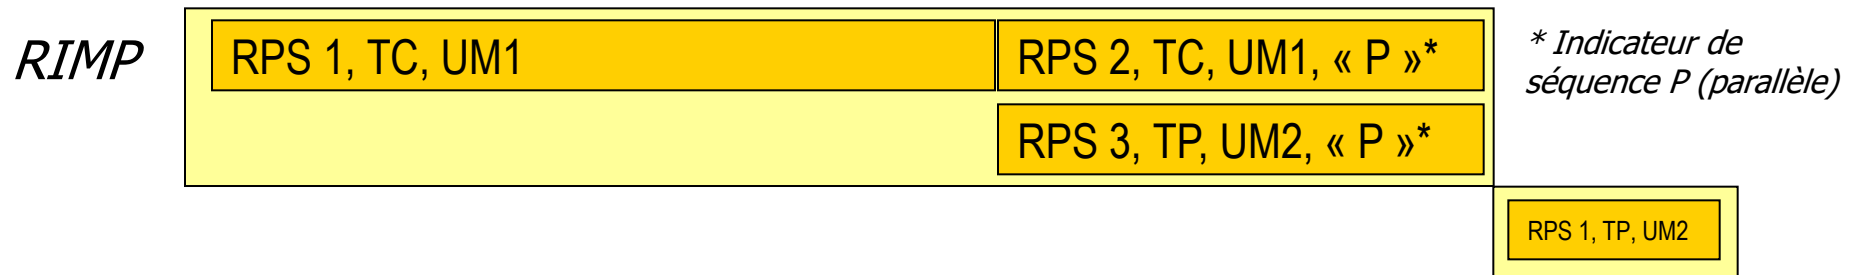 RIMP
RPS 1, TC, UM1
RPS 2, TC, UM1, « P »*
* Indicateur de
séquence P (parallèle)
RPS 3, TP, UM2, « P »*
RPS 1, TP, UM2